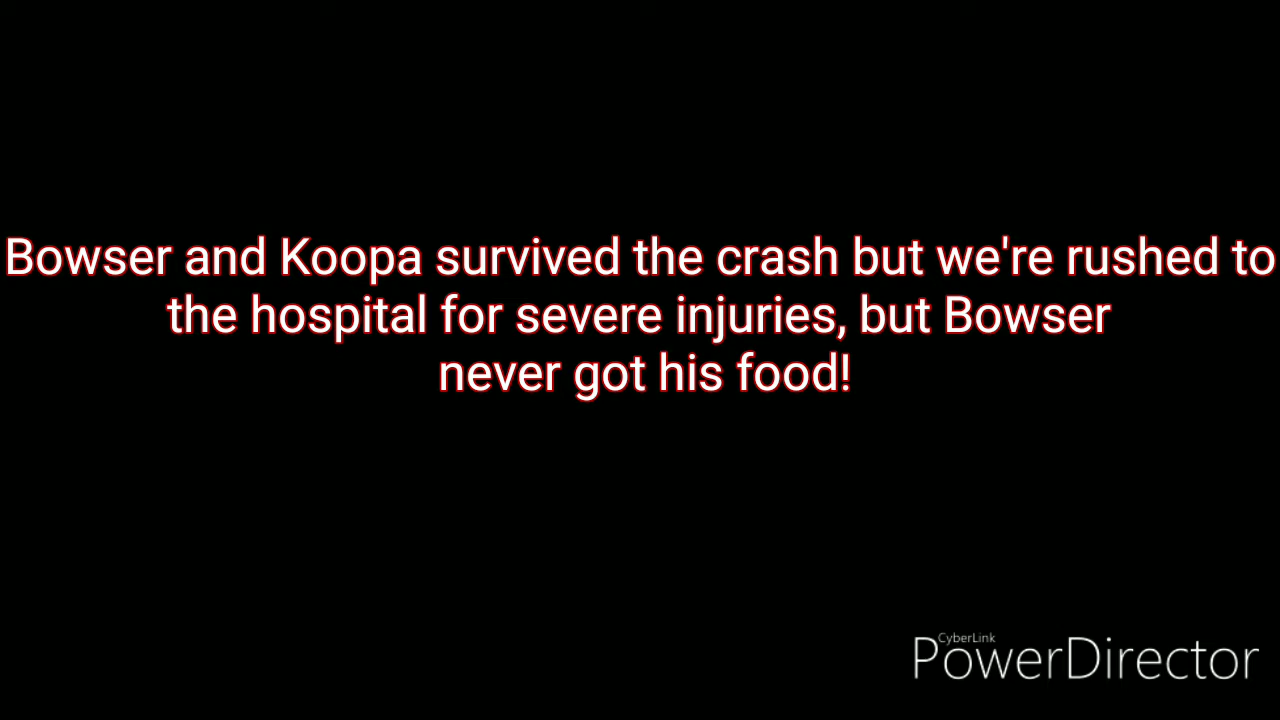 Bowser and Koopa survived the crash but we're rushed to
the hospital for severe injuries, but Bowser
never got his food!
CyberLink
PowerDirector